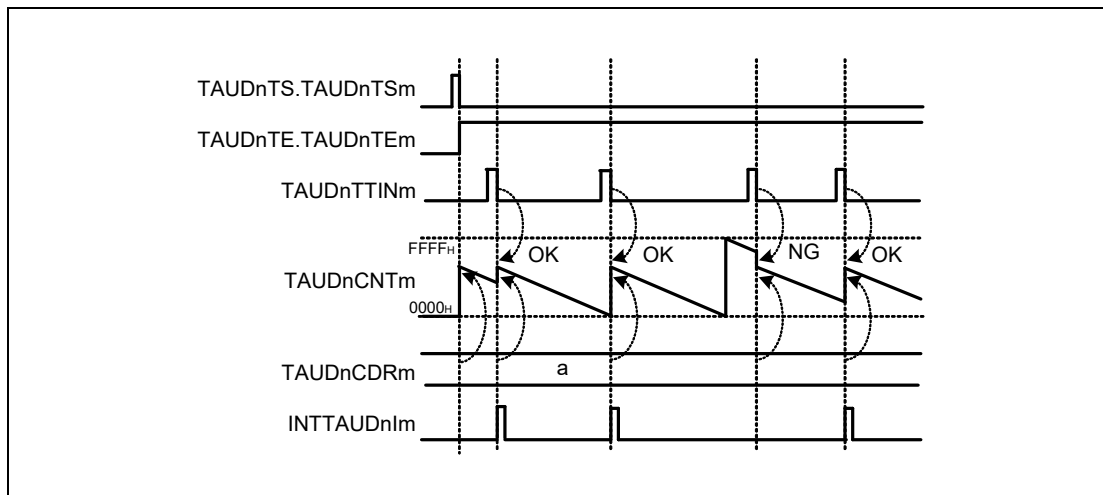 TAUDnTS.TAUDnTSm
TAUDnTE.TAUDnTEm
TAUDnTTINm
FFFFH
OK
OK
NG
OK
TAUDnCNTm
0000H
TAUDnCDRm
a
INTTAUDnIm